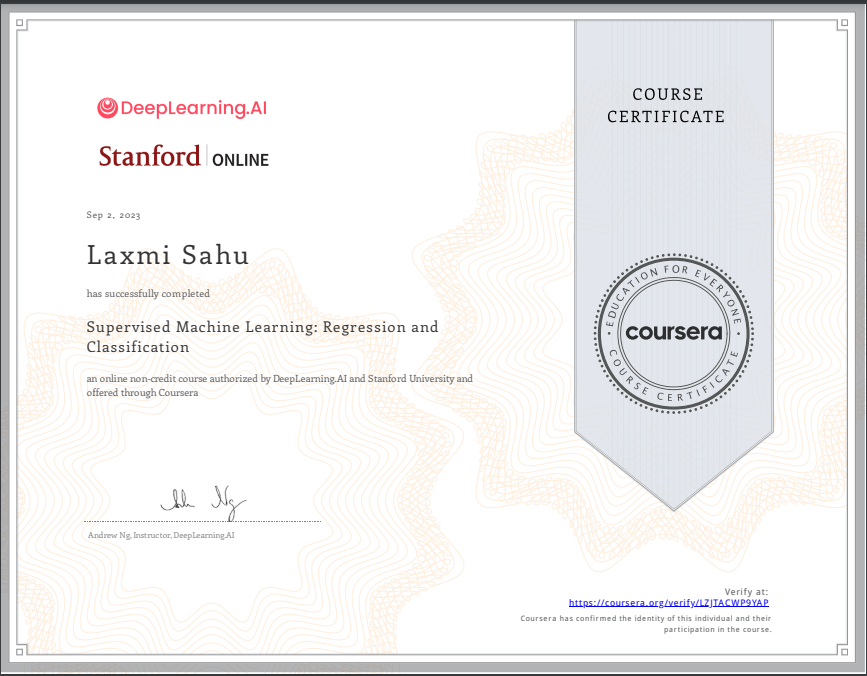 DeepLearning.AI
Stanford ONLINE
Sep 2, 2023
Laxmi Sahu
has successfully completed
Supervised Machine Learning: Regression and
Classification
an online non-credit course authorized by DeepLearning.AI and Stanford University and
offered through Coursera
Andrew Ng, Instructor, DeepLearning.AI
COURSE
CERTIFICATE
EDUCATION FOR EVERYONE
coursera
COURSE CERTIFICATE
Verify at:
https://coursera.org/verify/LZJTACWP9YAP
Coursera has confirmed the identity of this individual and their
participation in the course.